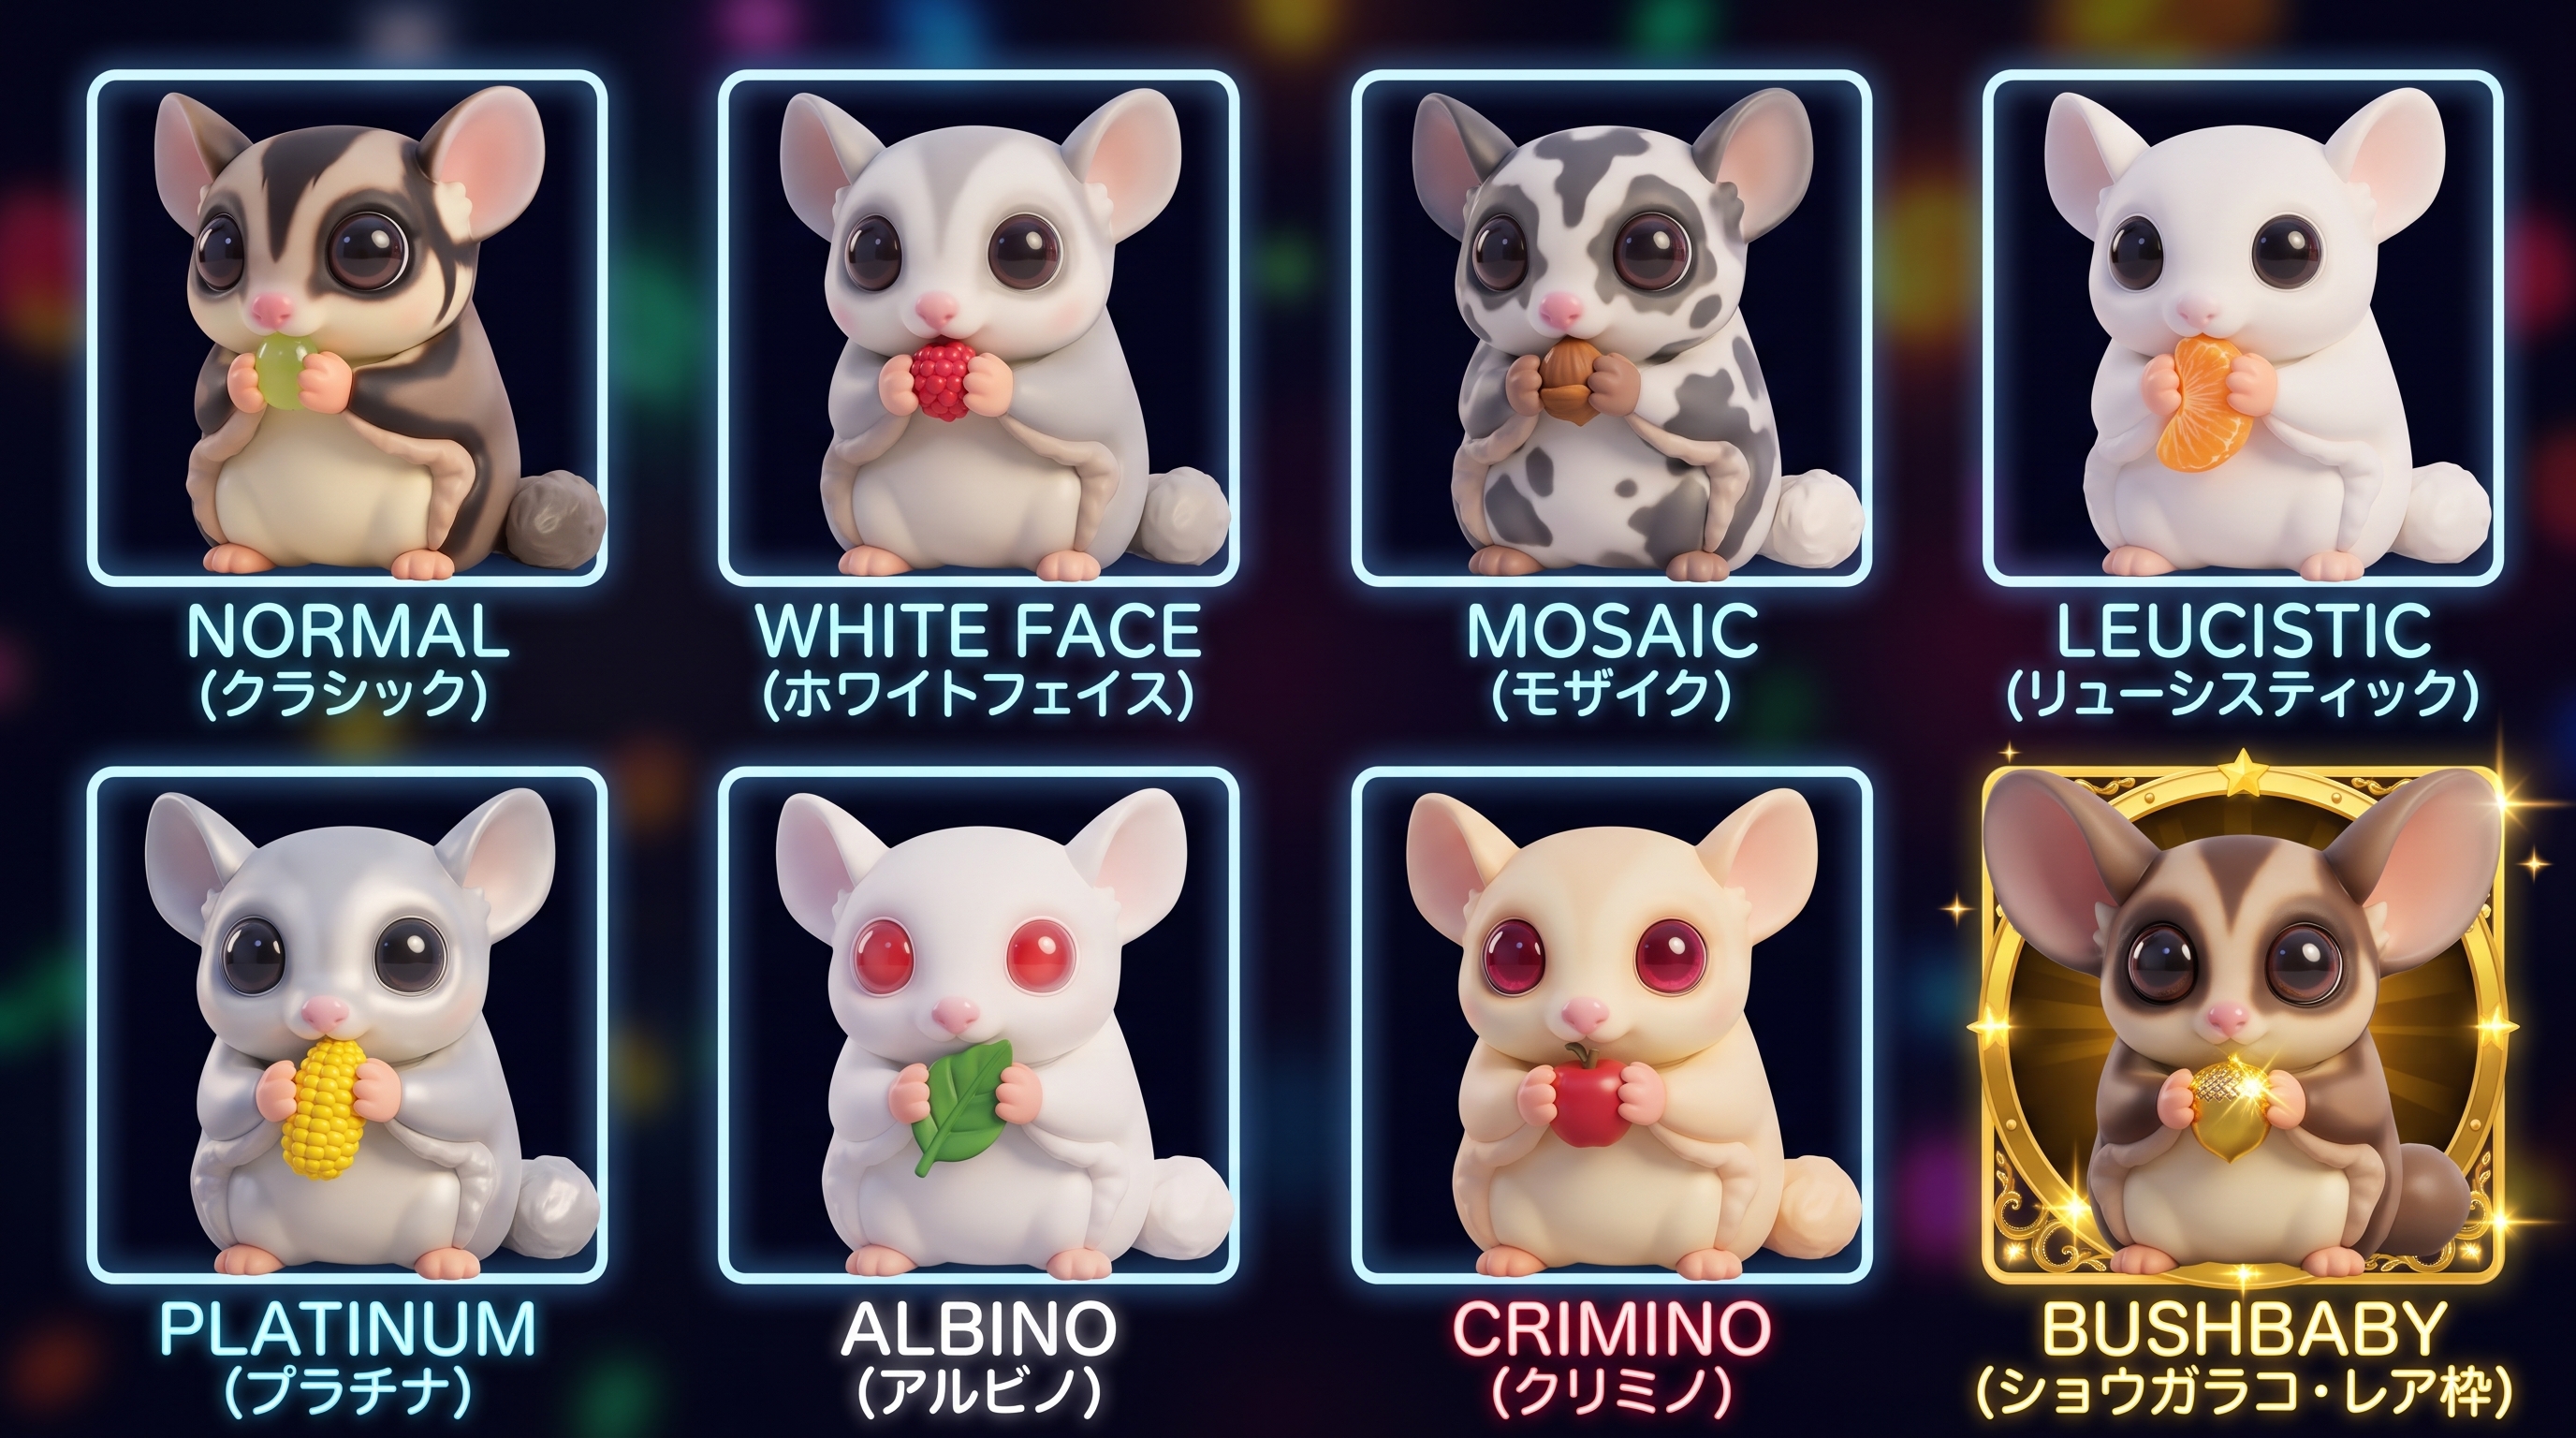 NORMAL
(クラシック)
WHITE FACE
(ホワイトフェイス)
MOSAIC
(モザイク)
LEUCISTIC
(リューシスティック)
PLATINUM
(プラチナ)
ALBINO
(アルビノ)
CRIMINO
(クリミノ)
BUSHBABY
(ショウガラコ・レア枠)